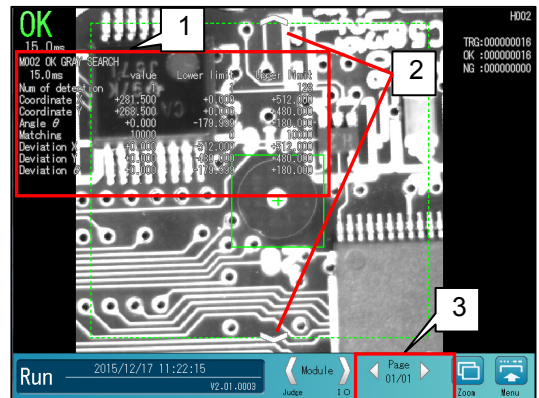 1
OK
15.0ms
H002
TRG:000000016
OK :000000016
NG :000000000
2
M002 OK GRAY SEARCH
15.0ms value Lower limit Upper limit
Num of detection 128
Coordinate X +281.500 +0.000 +512.000
Coordinate Y +268.500 +0.000 +480.000
Angle θ +0.000 -179.999 +180.000
Matching 10000 0 10000
Deviation X +0.000 -512.000 +512.000
Deviation Y +0.000 -480.000 +480.000
Deviation θ +0.000 -179.999 +180.000
3
Run
2015/12/17 11:22:15
V2.01.0003
Module
Judge IO
Page
01/01
Zoom
Menu